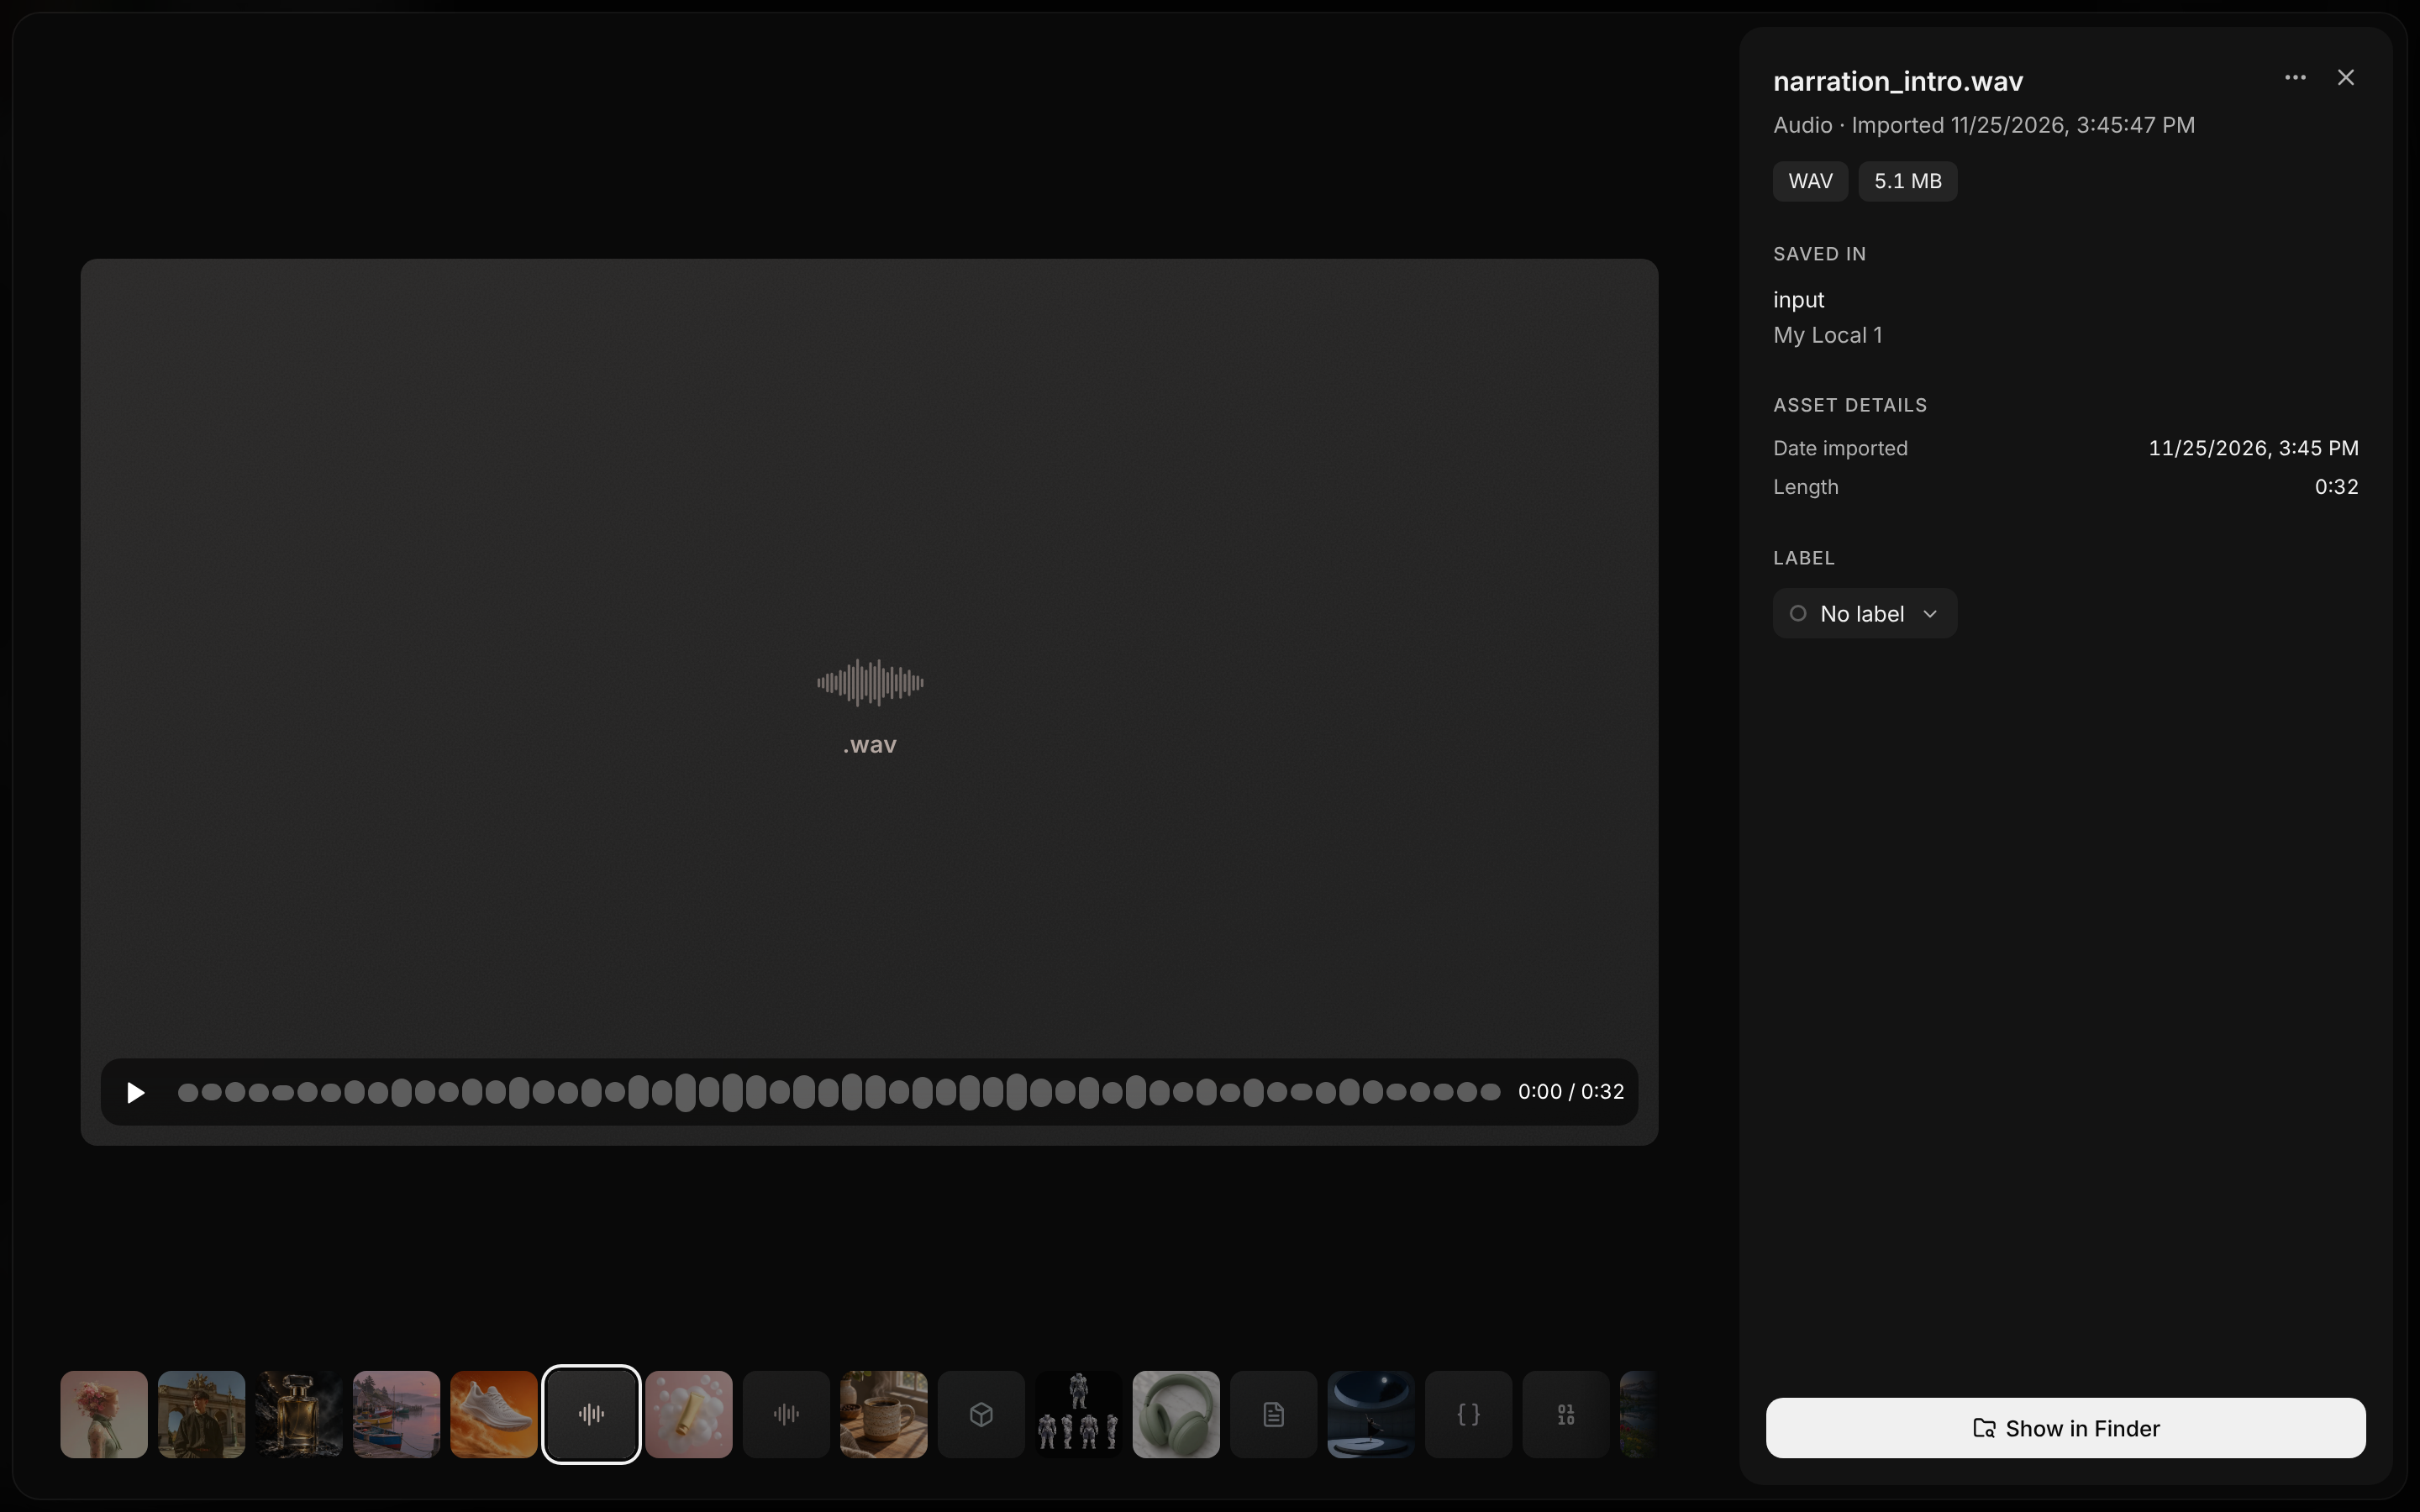 narration_intro.wav
Audio · Imported 11/25/2026, 3:45:47 PM
WAV
5.1 MB
SAVED IN
input
My Local 1
ASSET DETAILS
Date imported 11/25/2026, 3:45 PM
Length 0:32
LABEL
No label
.wav
0:00 / 0:32
{ }
01
10
Show in Finder